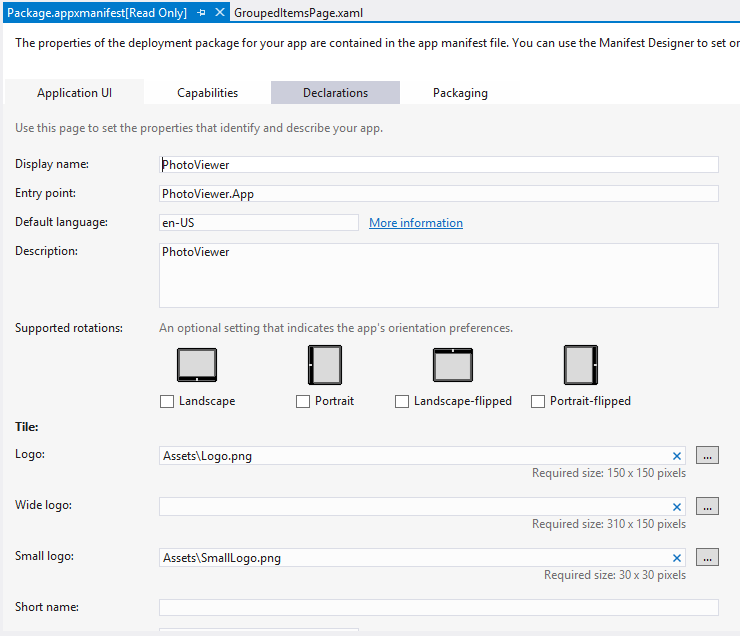 Package.appxmanifest[Read Only] GroupedItemsPage.xaml
The properties of the deployment package for your app are contained in the app manifest file. You can use the Manifest Designer to set or
Application UI Capabilities Declarations Packaging
Use this page to set the properties that identify and describe your app.
Display name: PhotoViewer
Entry point: PhotoViewer.App
Default language: en-US More information
Description: PhotoViewer
Supported rotations: An optional setting that indicates the app's orientation preferences.
Landscape Portrait Landscape-flipped Portrait-flipped
Tile:
Logo: Assets\Logo.png ...
Required size: 150 x 150 pixels
Wide logo: ...
Required size: 310 x 150 pixels
Small logo: Assets\SmallLogo.png ...
Required size: 30 x 30 pixels
Short name: